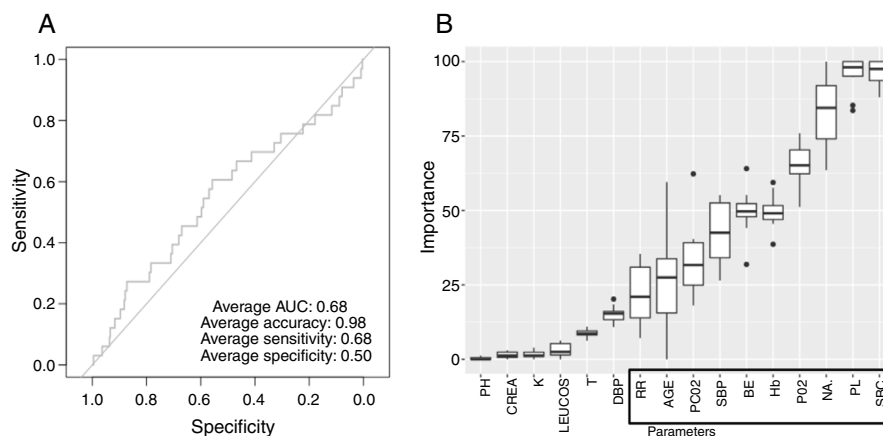 A
1.0
0.8
0.6
0.4
0.2
0.0
Sensitivity
Average AUC: 0.68
Average accuracy: 0.98
Average sensitivity: 0.68
Average specificity: 0.50
1.0
0.8
0.6
0.4
0.2
0.0
Specificity
B
100
75
50
25
0
Importance
PH
CREA
K
LEUCOS
T
DBP
RR
AGE
PC02
SBP
BE
Hb
P02
NA.
PL
SBC
Parameters